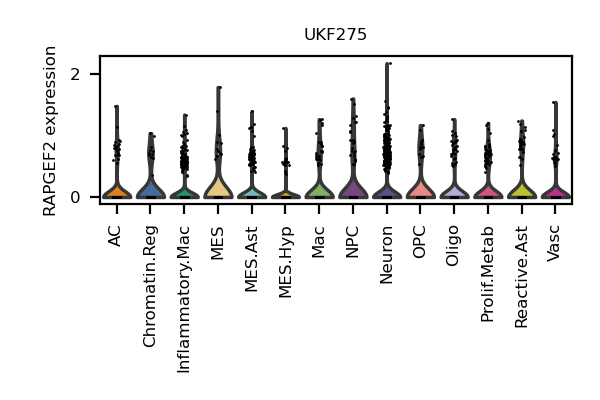 UKF275
RAPGEF2 expression
2
0
AC
Chromatin.Reg
Inflammatory.Mac
MES
MES.Ast
MES.Hyp
Mac
NPC
Neuron
OPC
Oligo
Prolif.Metab
Reactive.Ast
Vasc